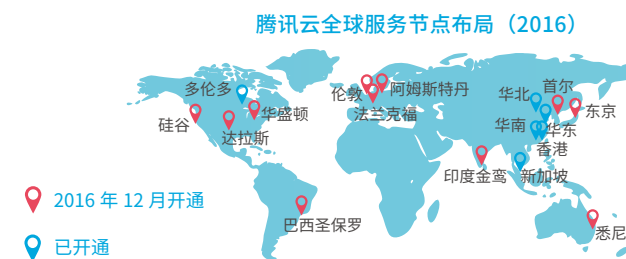 腾讯云全球服务节点布局（2016）
多伦多
伦敦
阿姆斯特丹
华北
首尔
硅谷
华盛顿
法兰克福
东京
达拉斯
华南
华东
香港
印度金鸾
新加坡
2016 年 12 月开通
巴西圣保罗
悉尼
已开通